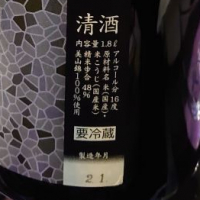 清酒
アルコール分 16度
原材料名 米(国産)・
米こうじ(国産米)
精米歩合 48%
美山錦100%使用
内容量 1.8ℓ
要冷蔵
製造年月
21